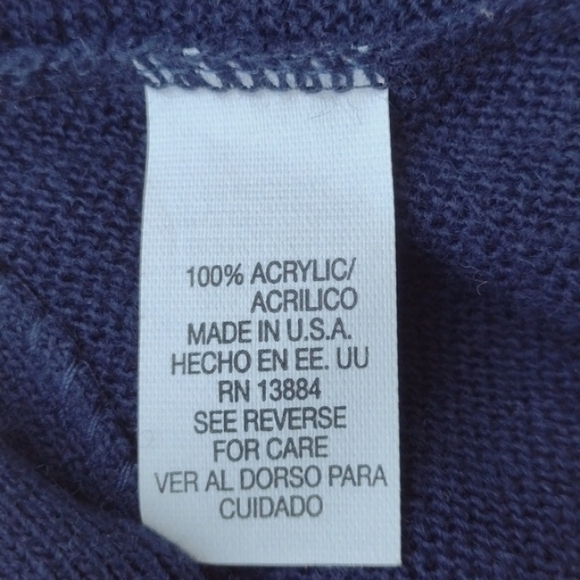 100% ACRYLIC/
ACRILICO
MADE IN U.S.A.
HECHO EN EE. UU
RN 13884
SEE REVERSE
FOR CARE
VER AL DORSO PARA
CUIDADO